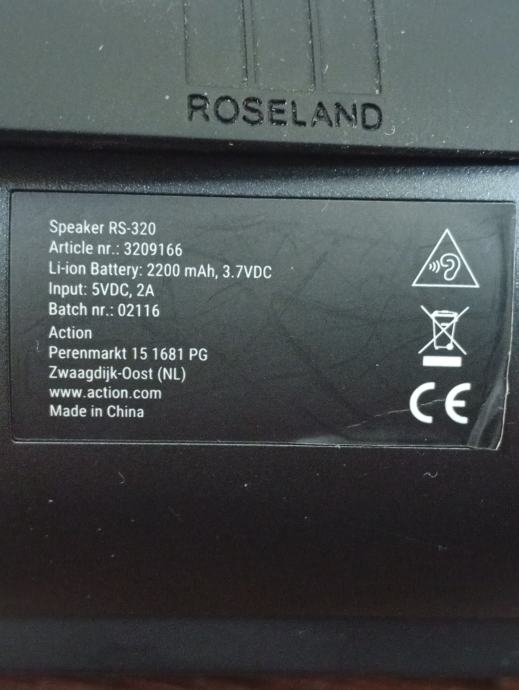 ROSELAND
Speaker RS-320
Article nr.: 3209166
Li-ion Battery: 2200 mAh, 3.7VDC
Input: 5VDC, 2A
Batch nr.: 02116
Action
Perenmarkt 15 1681 PG
Zwaagdijk-Oost (NL)
www.action.com
Made in China
CE